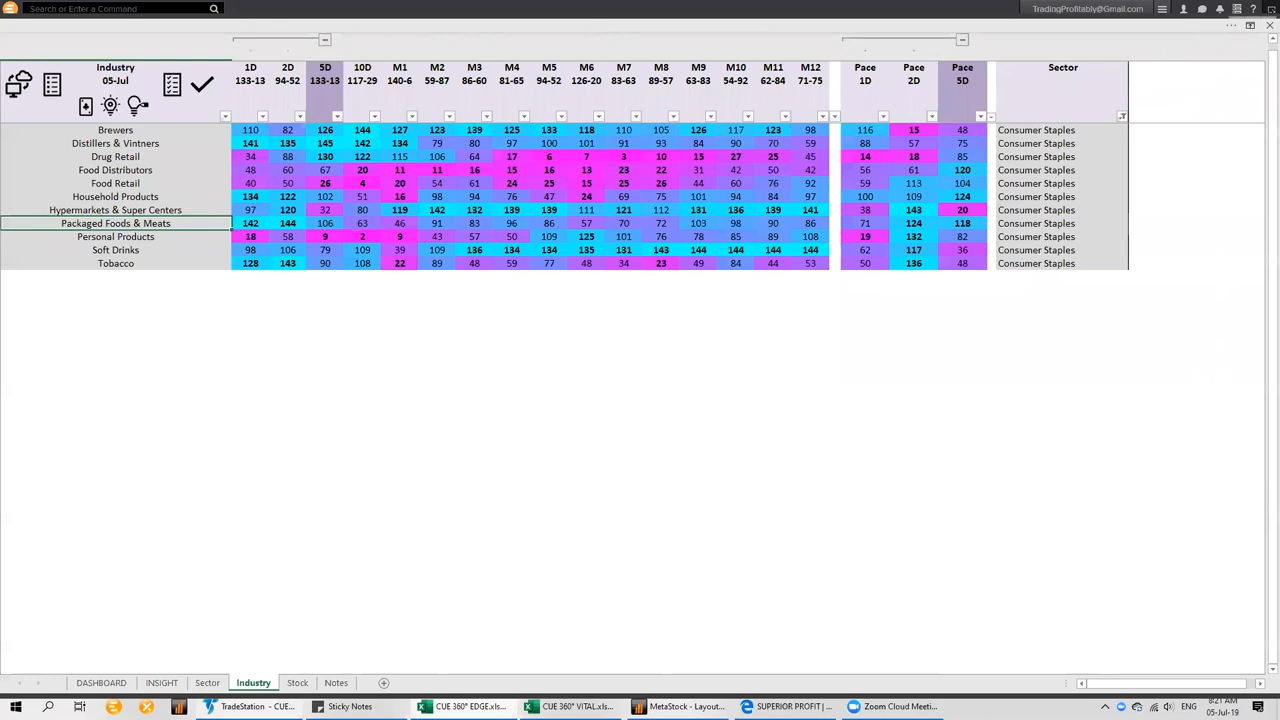 Search or Enter a Command
TradingProfitably@Gmail.com
Industry 1D 2D 5D 10D M1 M2 M3 M4 M5 M6 M7 M8 M9 M10 M11 M12 Pace Pace Pace Sector
05-Jul 133-13 94-52 133-13 117-29 140-6 59-87 86-60 81-65 94-52 126-20 83-63 89-57 63-83 54-92 62-84 71-75 1D 2D 5D
Brewers 110 82 126 144 127 123 139 125 133 118 110 105 126 117 123 98 116 15 48 Consumer Staples
Distillers & Vintners 141 135 145 142 134 79 80 97 100 101 91 93 84 90 70 59 88 57 75 Consumer Staples
Drug Retail 34 88 130 122 115 106 64 17 6 7 3 10 15 27 25 45 14 18 85 Consumer Staples
Food Distributors 48 60 67 20 11 11 16 15 16 13 23 22 31 42 50 42 56 61 120 Consumer Staples
Food Retail 40 50 26 4 20 54 61 24 25 15 25 26 44 60 76 92 59 113 104 Consumer Staples
Household Products 134 122 102 51 16 98 94 76 47 24 69 75 101 94 84 97 100 109 124 Consumer Staples
Hypermarkets & Super Centers 97 120 32 80 119 142 132 139 139 111 121 112 131 136 139 141 38 143 20 Consumer Staples
Packaged Foods & Meats 142 144 106 63 46 91 83 96 86 57 70 72 103 98 90 86 71 124 118 Consumer Staples
Personal Products 18 58 9 2 9 43 57 50 109 125 101 76 78 85 89 108 19 132 82 Consumer Staples
Soft Drinks 98 106 79 109 39 109 136 134 134 135 131 143 144 144 144 144 62 117 36 Consumer Staples
Tobacco 128 143 90 108 22 89 48 59 77 48 34 23 49 84 44 53 50 136 48 Consumer Staples
DASHBOARD INSIGHT Sector Industry Stock Notes
TradeStation - CUE... Sticky Notes CUE 360° EDGE.xls... CUE 360° VITAL.xls... MetaStock - Layout... SUPERIOR PROFIT | ... Zoom Cloud Meeti... ENG 8:21 AM
05-Jul-19